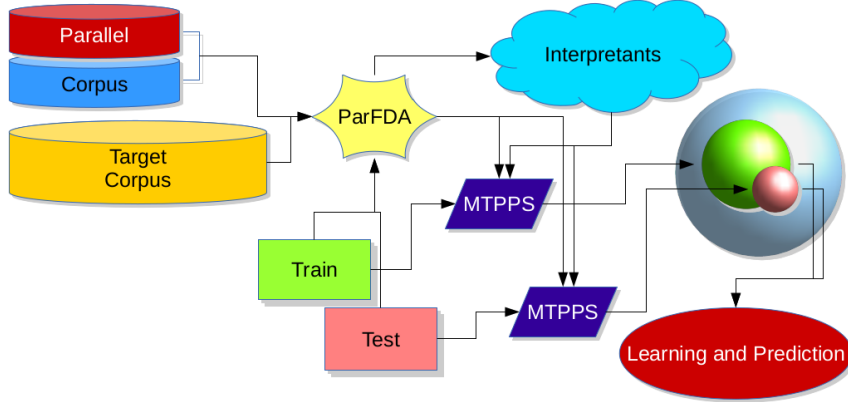 Parallel
Corpus
Target
Corpus
ParFDA
Interpretants
MTPPS
Train
MTPPS
Test
Learning and Prediction